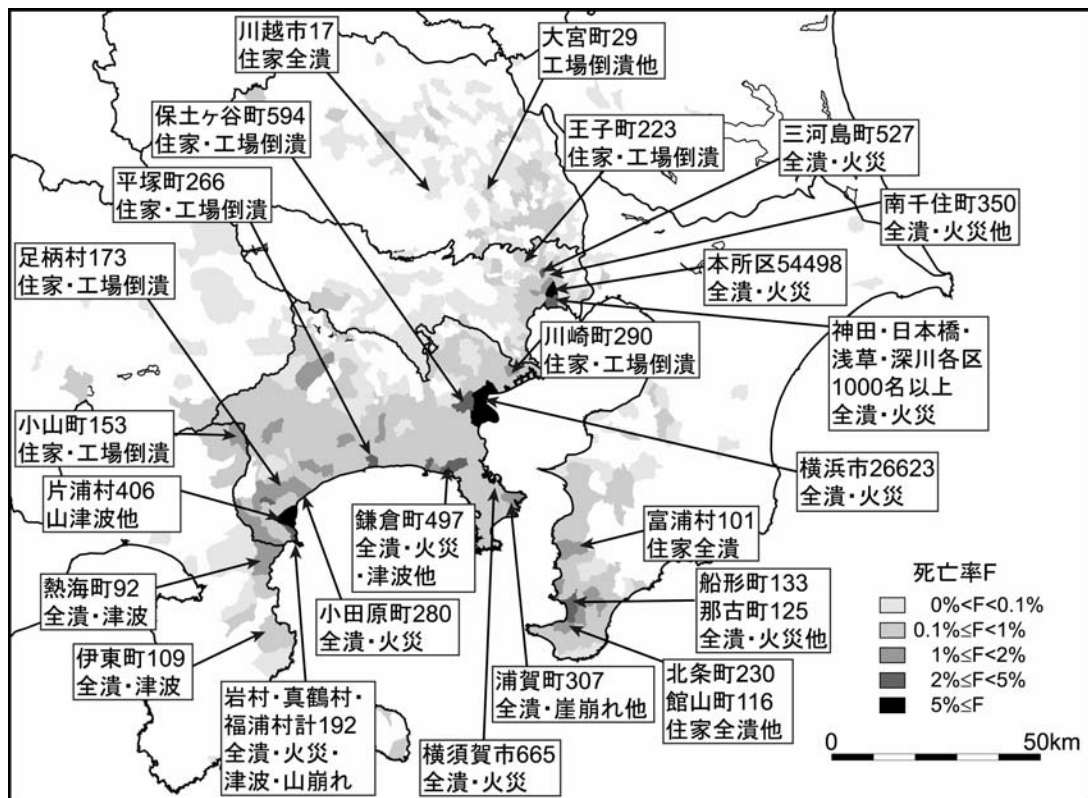 川越市17
住家全潰
大宮町29
工場倒潰他
保土ヶ谷町594
住家・工場倒潰
王子町223
住家・工場倒潰
三河島町527
全潰・火災
平塚町266
住家・工場倒潰
南千住町350
全潰・火災他
足柄村173
住家・工場倒潰
本所区54498
全潰・火災
神田・日本橋・
浅草・深川各区
1000名以上
全潰・火災
川崎町290
住家・工場倒潰
小山町153
住家・工場倒潰
横浜市26623
全潰・火災
片浦村406
山津波他
鎌倉町497
全潰・火災
・津波他
富浦村101
住家全潰
熱海町92
全潰・津波
小田原町280
全潰・火災
船形町133
那古町125
全潰・火災他
伊東町109
全潰・津波
岩村・真鶴村・
福浦村計192
全潰・火災・
津波・山崩れ
横須賀市665
全潰・火災
浦賀町307
全潰・崖崩れ他
北条町230
館山町116
住家全潰他
死亡率F
0%<F<0.1%
0.1%≤F<1%
1%≤F<2%
2%≤F<5%
5%≤F
0 50km